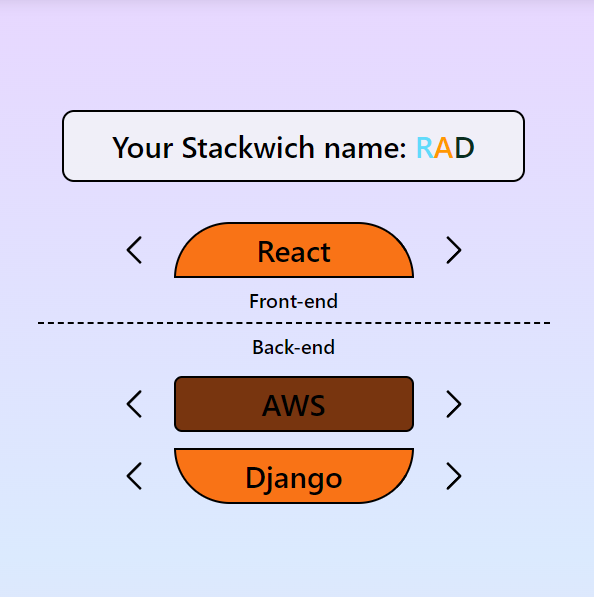 Your Stackwich name: RAD
React
Front-end
Back-end
AWS
Django